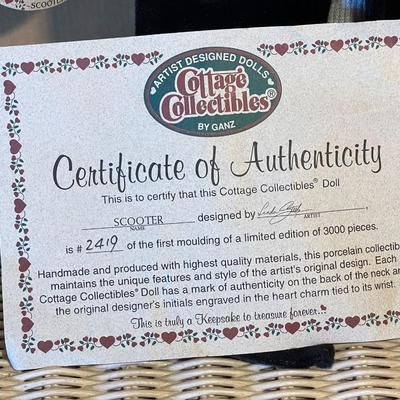 SCOOTER
ARTIST DESIGNED DOLLS
Cottage
Collectibles®
BY GANZ
Certificate of Authenticity
This is to certify that this Cottage Collectibles® Doll
SCOOTER designed by
NAME ARTIST
is # 2419 of the first moulding of a limited edition of 3000 pieces.
Handmade and produced with highest quality materials, this porcelain collectib
maintains the unique features and style of the artist's original design. Each
Cottage Collectibles® Doll has a mark of authenticity on the back of the neck an
the original designer's initials engraved in the heart charm tied to its wrist.
This is truly a Keepsake to treasure forever...